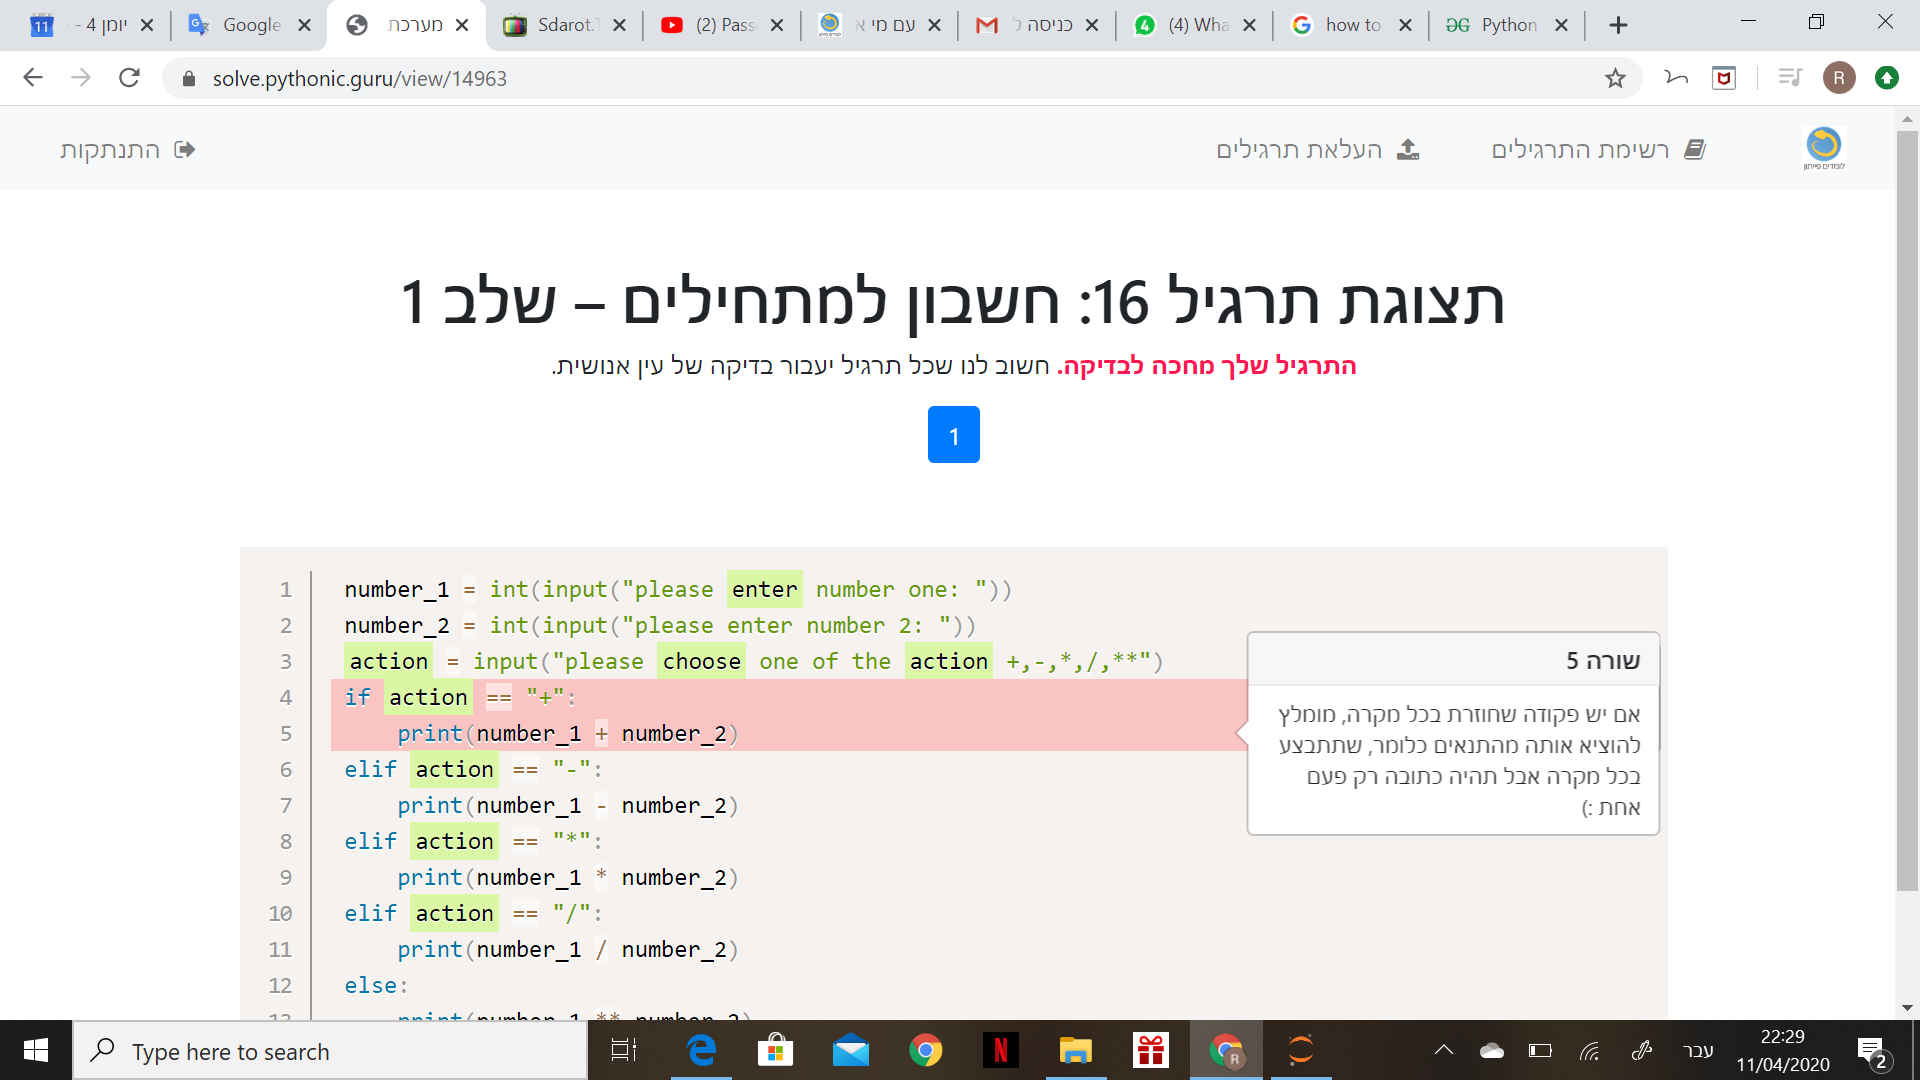 יומן - 4
Google
מערכת
Sdarot.T
(2) Pass
עם מי א
כניסה ל
(4) Wha
how to
Python
solve.pythonic.guru/view/14963
רשימת התרגילים
העלאת תרגילים
התנתקות
לומדים פייתון
תצוגת תרגיל 16: חשבון למתחילים – שלב 1
התרגיל שלך מחכה לבדיקה. חשוב לנו שכל תרגיל יעבור בדיקה של עין אנושית.
1
1 number_1 = int(input("please enter number one: "))
2 number_2 = int(input("please enter number 2: "))
3 action = input("please choose one of the action +,-,*,/,**")
4 if action == "+":
5     print(number_1 + number_2)
6 elif action == "-":
7     print(number_1 - number_2)
8 elif action == "*":
9     print(number_1 * number_2)
10 elif action == "/":
11     print(number_1 / number_2)
12 else:
13     print(number_1 ** number_2)
שורה 5
אם יש פקודה שחוזרת בכל מקרה, מומלץ
להוציא אותה מהתנאים כלומר, שתתבצע
בכל מקרה אבל תהיה כתובה רק פעם
אחת :)
Type here to search
עבר
22:29
11/04/2020
2